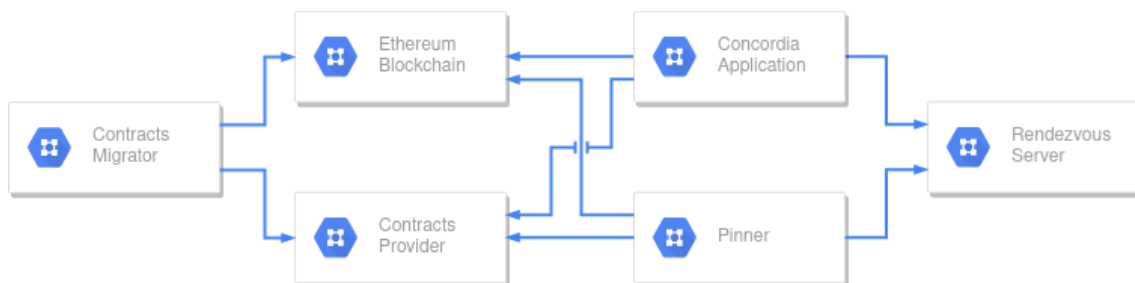 Ethereum
Blockchain
Concordia
Application
Contracts
Migrator
Rendezvous
Server
Contracts
Provider
Pinner